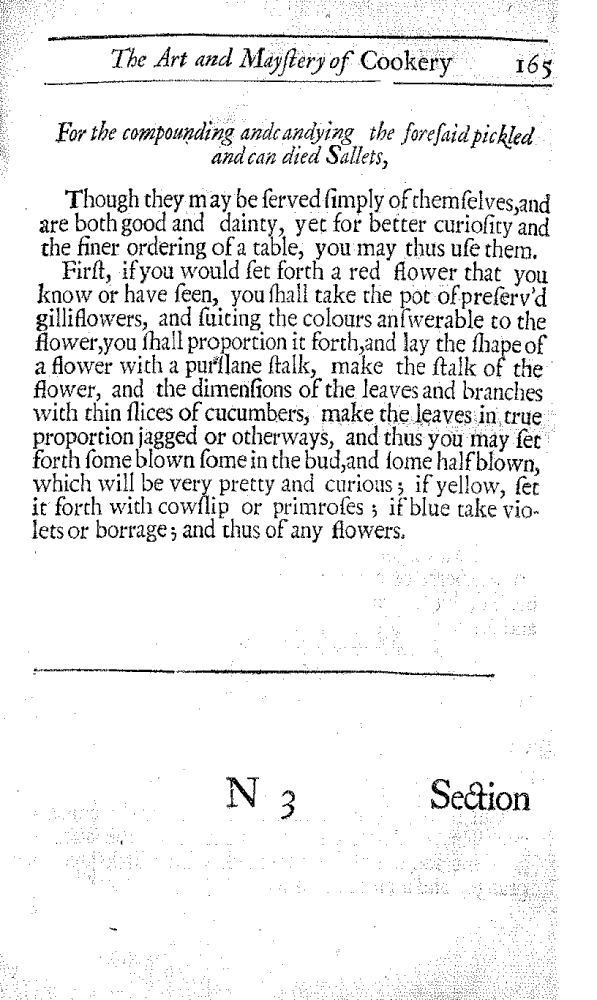 The Art and Mayſtery of Cookery 165
For the compounding andcandying the foreſaid pickled
and can died Sallets,
Though they may be ſerved ſimply of themſelves,and
are both good and dainty, yet for better curioſity and
the finer ordering of a table, you may thus uſe them.
Firſt, if you would ſet forth a red flower that you
know or have ſeen, you ſhall take the pot of preſerv'd
gilliflowers, and ſuiting the colours anſwerable to the
flower,you ſhall proportion it forth,and lay the ſhape of
a flower with a purſlane ſtalk, make the ſtalk of the
flower, and the dimenſions of the leaves and branches
with thin ſlices of cucumbers, make the leaves in true
proportion jagged or otherways, and thus you may ſet
forth ſome blown ſome in the bud,and ſome half blown,
which will be very pretty and curious; if yellow, ſet
it forth with cowſlip or primroſes; if blue take vio-
lets or borrage; and thus of any flowers.
N 3 Section